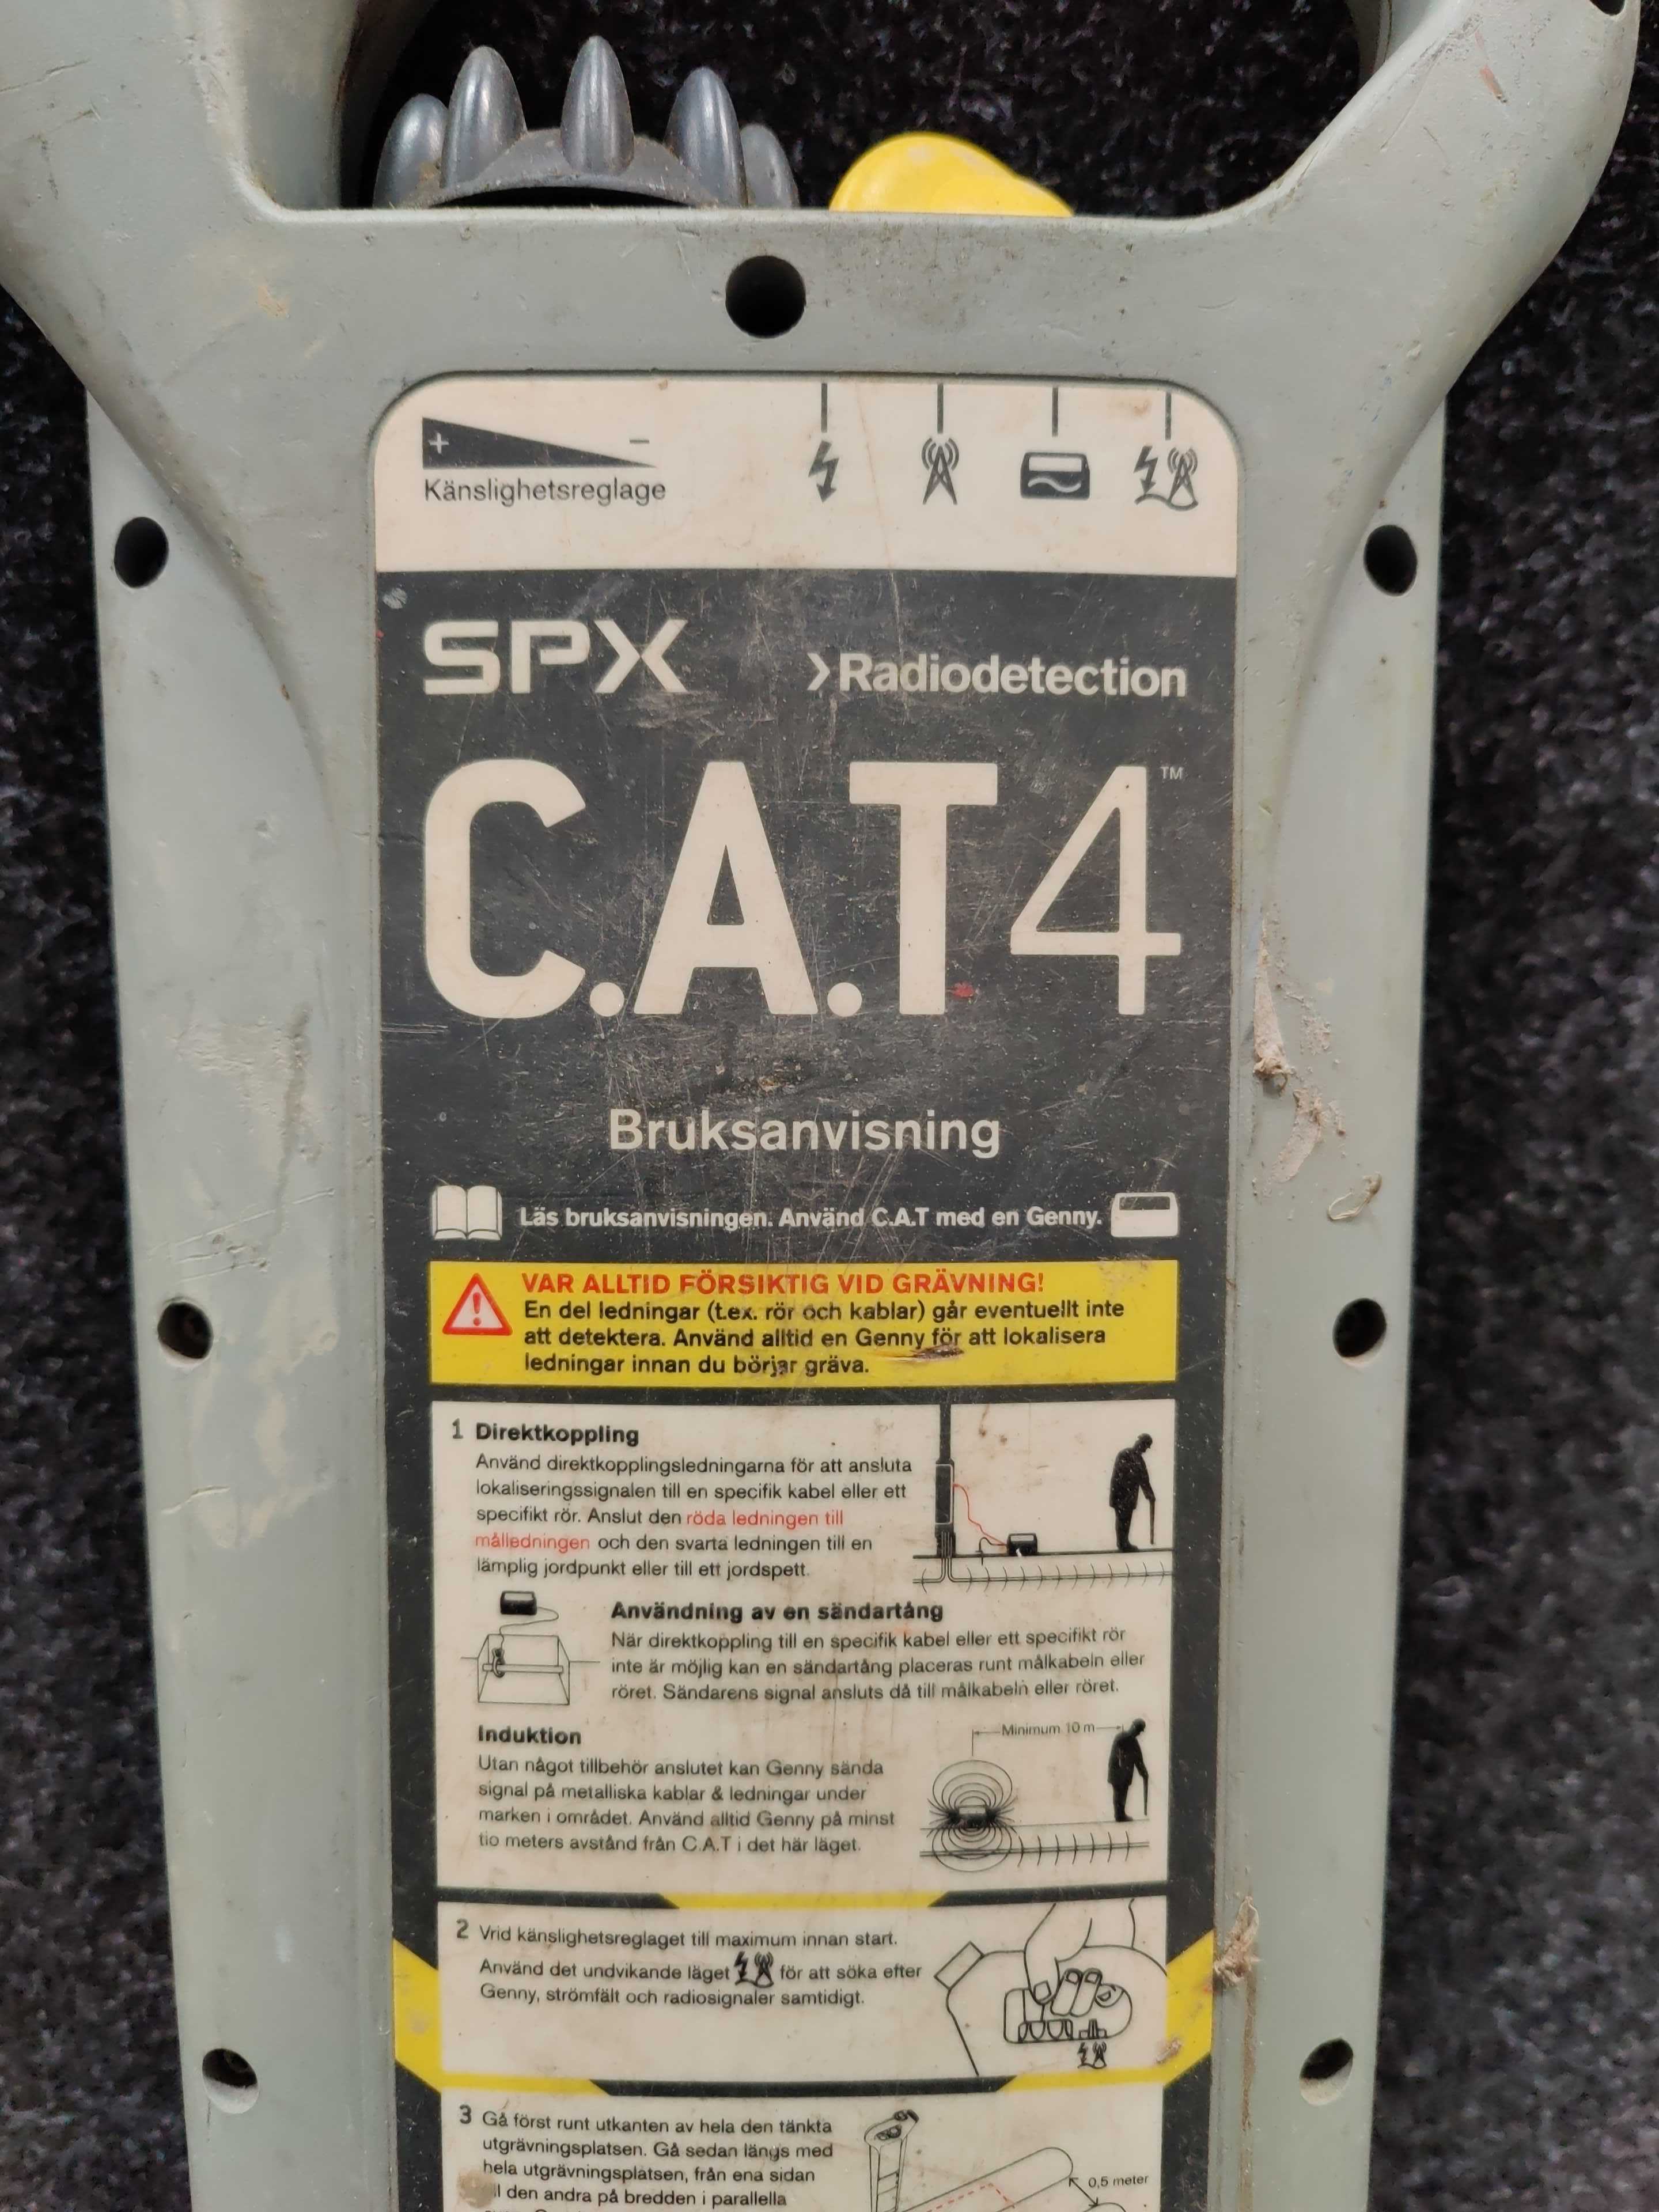 + −
Känslighetsreglage
SPX
Radiodetection
C.A.T4™
Bruksanvisning
Läs bruksanvisningen. Använd C.A.T med en Genny.
VAR ALLTID FÖRSIKTIG VID GRÄVNING!
En del ledningar (t.ex. rör och kablar) går eventuellt inte
att detektera. Använd alltid en Genny för att lokalisera
ledningar innan du börjar gräva.
1 Direktkoppling
Använd direktkopplingsledningarna för att ansluta
lokaliseringssignalen till en specifik kabel eller ett
specifikt rör. Anslut den röda ledningen till
målledningen och den svarta ledningen till en
lämplig jordpunkt eller till ett jordspett.
Användning av en sändartång
När direktkoppling till en specifik kabel eller ett specifikt rör
inte är möjlig kan en sändartång placeras runt målkabeln eller
röret. Sändarens signal ansluts då till målkabeln eller röret.
Induktion
Utan något tillbehör anslutet kan Genny sända
signal på metalliska kablar & ledningar under
marken i området. Använd alltid Genny på minst
tio meters avstånd från C.A.T i det här läget.
Minimum 10 m
2 Vrid känslighetsreglaget till maximum innan start.
Använd det undvikande läget för att söka efter
Genny, strömfält och radiosignaler samtidigt.
3 Gå först runt utkanten av hela den tänkta
utgrävningsplatsen. Gå sedan längs med
hela utgrävningsplatsen, från ena sidan
den andra på bredden i parallella
0,5 meter